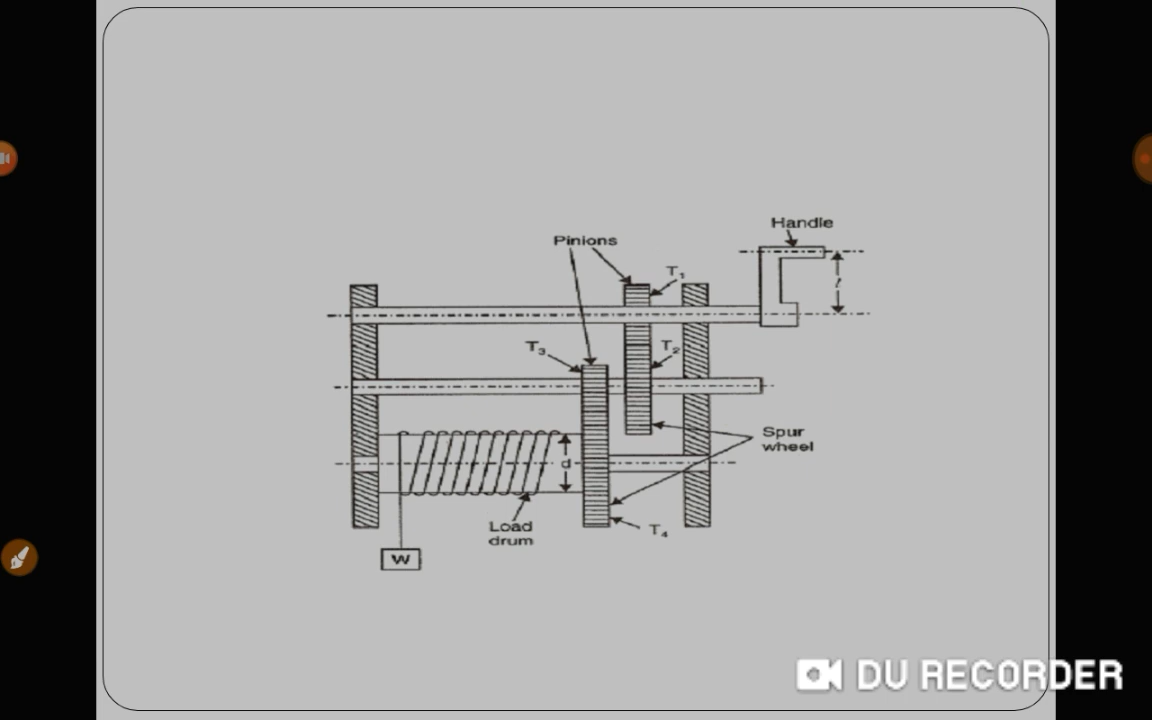 Handle
Pinions
T₁
l
T₃
T₂
Spur
wheel
d
Load
drum
T₄
W
DU RECORDER